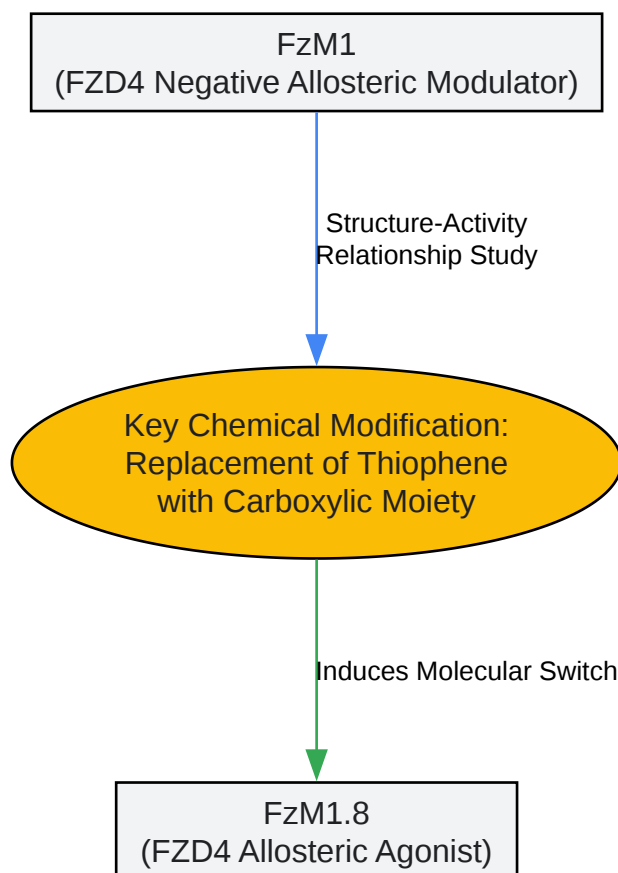 FzM1
(FZD4 Negative Allosteric Modulator)
Structure-Activity
Relationship Study
Key Chemical Modification:
Replacement of Thiophene
with Carboxylic Moiety
Induces Molecular Switch
FzM1.8
(FZD4 Allosteric Agonist)